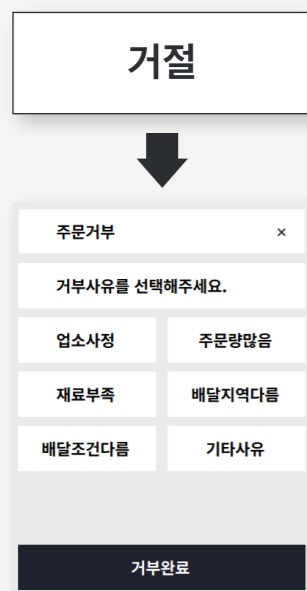 거절
주문거부 ×
거부사유를 선택해주세요.
업소사정 주문량많음
재료부족 배달지역다름
배달조건다름 기타사유
거부완료